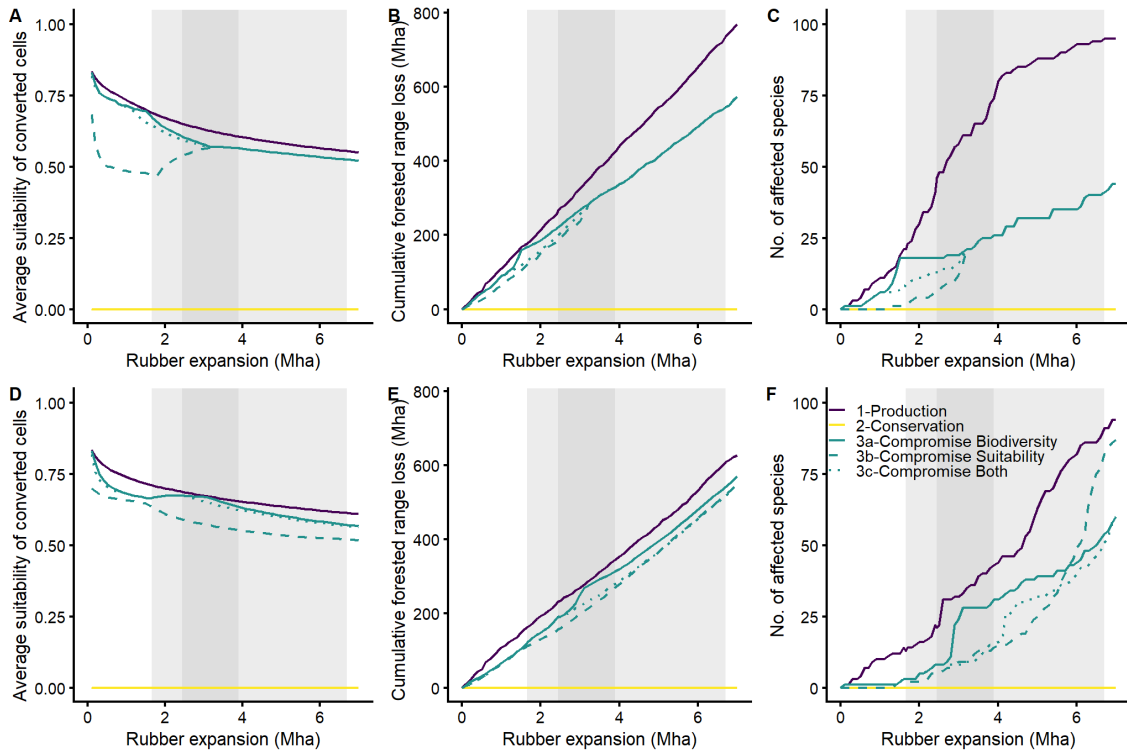 A
B
C
1.00
0.75
0.50
0.25
0.00
Average suitability of converted cells
0 2 4 6
Rubber expansion (Mha)
800
600
400
200
0
Cumulative forested range loss (Mha)
0 2 4 6
Rubber expansion (Mha)
100
75
50
25
0
No. of affected species
0 2 4 6
Rubber expansion (Mha)
D
E
F
1.00
0.75
0.50
0.25
0.00
Average suitability of converted cells
0 2 4 6
Rubber expansion (Mha)
800
600
400
200
0
Cumulative forested range loss (Mha)
0 2 4 6
Rubber expansion (Mha)
100
75
50
25
0
No. of affected species
1-Production
2-Conservation
3a-Compromise Biodiversity
3b-Compromise Suitability
3c-Compromise Both
0 2 4 6
Rubber expansion (Mha)